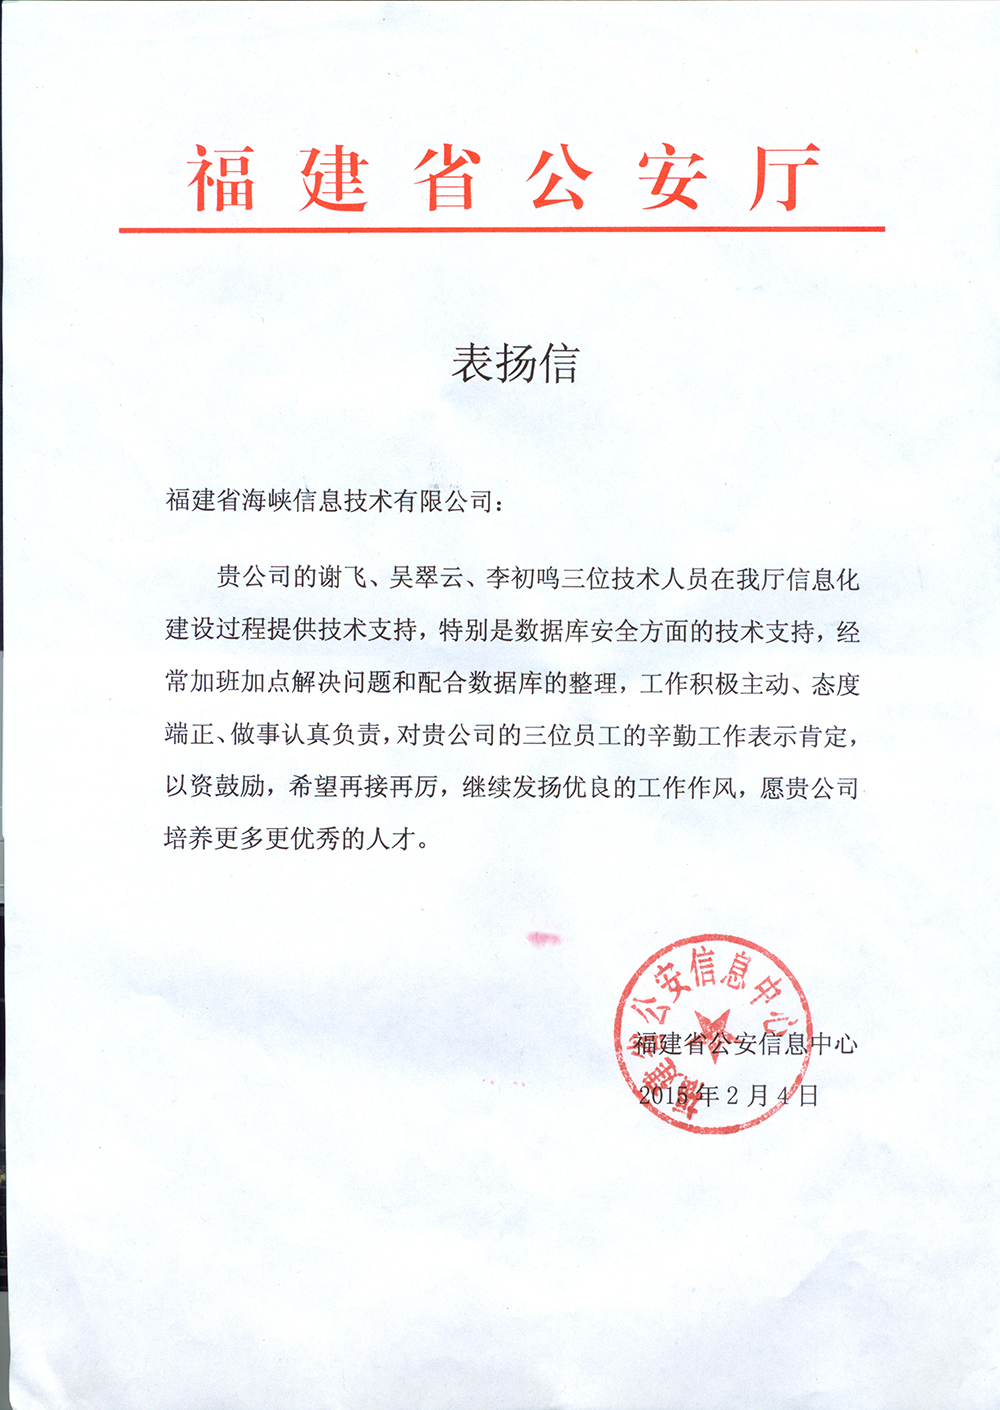 福建省公安厅
表扬信
福建省海峡信息技术有限公司：
贵公司的谢飞、吴翠云、李初鸣三位技术人员在我厅信息化
建设过程提供技术支持，特别是数据库安全方面的技术支持，经
常加班加点解决问题和配合数据库的整理，工作积极主动、态度
端正、做事认真负责，对贵公司的三位员工的辛勤工作表示肯定，
以资鼓励，希望再接再厉，继续发扬优良的工作作风，愿贵公司
培养更多更优秀的人才。
福建省公安信息中心
福建省公安信息中心
2015年2月4日